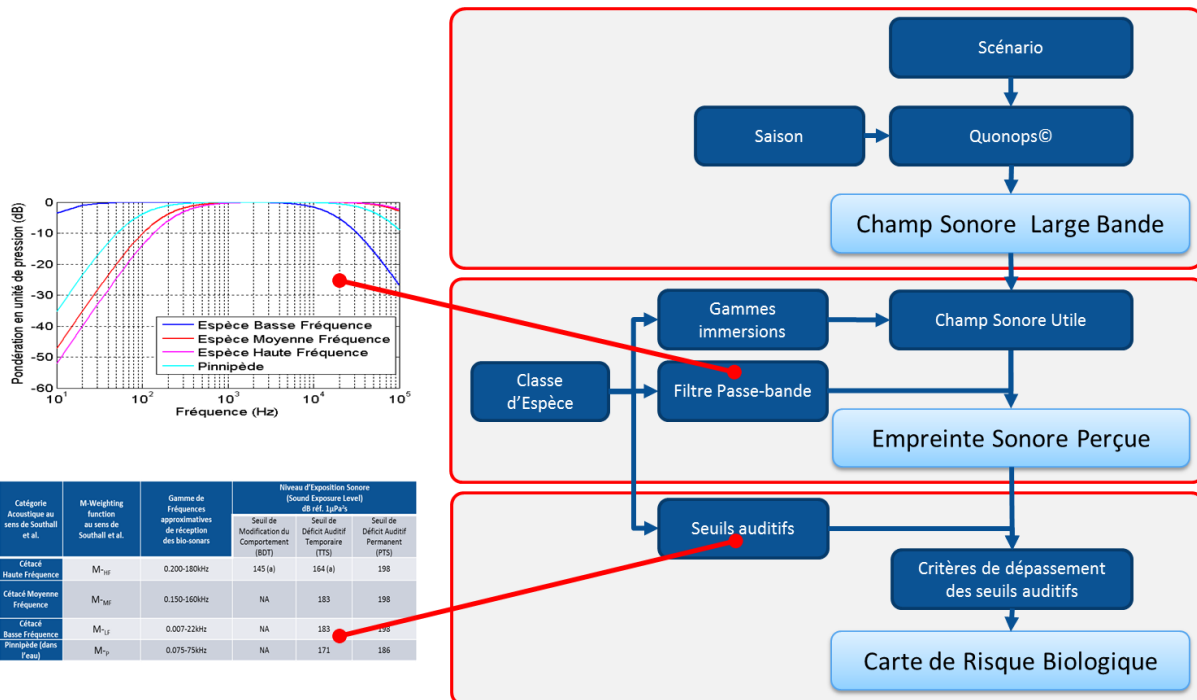 Scénario
Saison
Quonops©
Champ Sonore Large Bande
Pondération en unité de pression (dB)
0
-10
-20
-30
-40
-50
-60
Espèce Basse Fréquence
Espèce Moyenne Fréquence
Espèce Haute Fréquence
Pinnipède
10¹
10²
10³
10⁴
10⁵
Fréquence (Hz)
Gammes
immersions
Champ Sonore Utile
Classe
d'Espèce
Filtre Passe-bande
Empreinte Sonore Perçue
Catégorie
Acoustique au
sens de Southall
et al.
M-Weighting
function
au sens de
Southall et al.
Gamme de
Fréquences
approximatives
de réception
des bio-sonars
Niveau d'Exposition Sonore
(Sound Exposure Level)
dB réf. 1µPa²s
Seuil de
Modification du
Comportement
(BDT)
Seuil de
Déficit Auditif
Temporaire
(TTS)
Seuil de
Déficit Auditif
Permanent
(PTS)
Cétacé
Haute Fréquence
M-HF
0.200-180kHz
145 (a)
164 (a)
198
Cétacé Moyenne
Fréquence
M-MF
0.150-160kHz
NA
183
198
Cétacé
Basse Fréquence
M-LF
0.007-22kHz
NA
183
198
Pinnipède (dans
l'eau)
M-P
0.075-75kHz
NA
171
186
Seuils auditifs
Critères de dépassement
des seuils auditifs
Carte de Risque Biologique